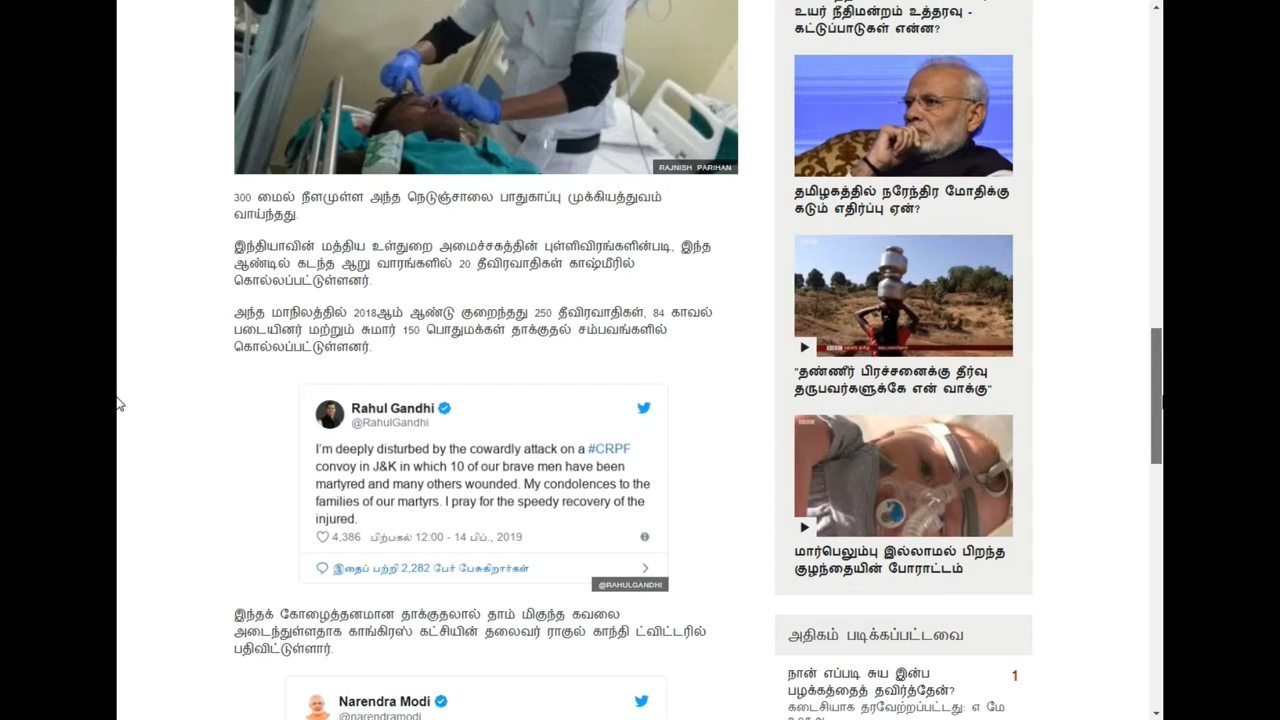 RAJNISH PARIHAN
300 மைல் நீளமுள்ள அந்த நெடுஞ்சாலை பாதுகாப்பு முக்கியத்துவம்
வாய்ந்தது.
இந்தியாவின் மத்திய உள்துறை அமைச்சகத்தின் புள்ளிவிரங்களின்படி, இந்த
ஆண்டில் கடந்த ஆறு வாரங்களில் 20 தீவிரவாதிகள் காஷ்மீரில்
கொல்லப்பட்டுள்ளனர்.
அந்த மாநிலத்தில் 2018ஆம் ஆண்டு குறைந்தது 250 தீவிரவாதிகள், 84 காவல்
படையினர் மற்றும் சுமார் 150 பொதுமக்கள் தாக்குதல் சம்பவங்களில்
கொல்லப்பட்டுள்ளனர்.
Rahul Gandhi
@RahulGandhi
I'm deeply disturbed by the cowardly attack on a #CRPF
convoy in J&K in which 10 of our brave men have been
martyred and many others wounded. My condolences to the
families of our martyrs. I pray for the speedy recovery of the
injured.
4,386 பிற்பகல் 12:00 - 14 பிப்., 2019
இதைப் பற்றி 2,282 பேர் பேசுகிறார்கள்
@RAHULGANDHI
இந்தக் கோழைத்தனமான தாக்குதலால் தாம் மிகுந்த கவலை
அடைந்துள்ளதாக காங்கிரஸ் கட்சியின் தலைவர் ராகுல் காந்தி ட்விட்டரில்
பதிவிட்டுள்ளார்.
Narendra Modi
@narendramodi
உயர் நீதிமன்றம் உத்தரவு -
கட்டுப்பாடுகள் என்ன?
தமிழகத்தில் நரேந்திர மோதிக்கு
கடும் எதிர்ப்பு ஏன்?
"தண்ணீர் பிரச்சனைக்கு தீர்வு
தருபவர்களுக்கே என் வாக்கு"
மார்பெலும்பு இல்லாமல் பிறந்த
குழந்தையின் போராட்டம்
அதிகம் படிக்கப்பட்டவை
நான் எப்படி சுய இன்ப 1
பழக்கத்தைத் தவிர்த்தேன்?
கடைசியாக தரவேற்றப்பட்டது: எ மே